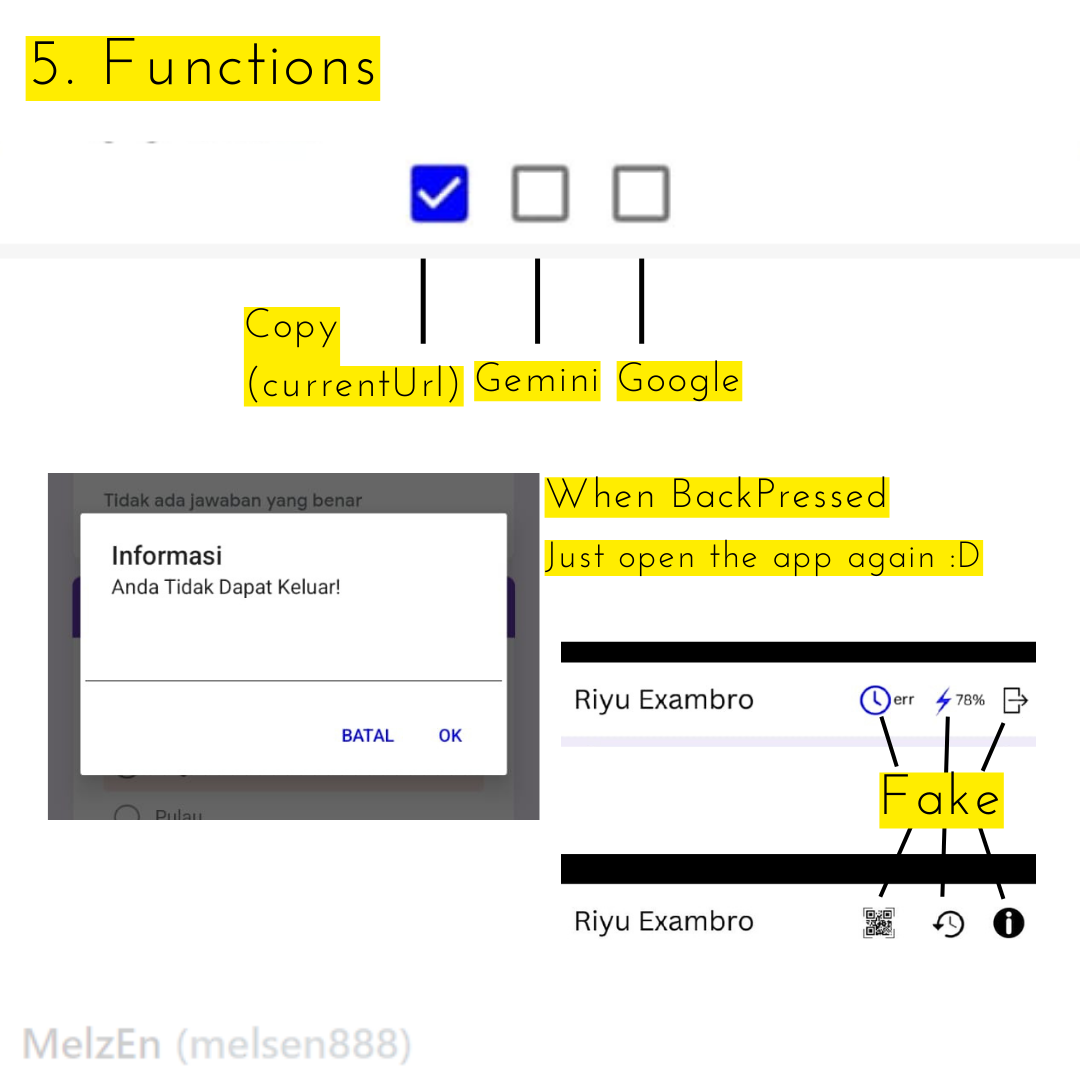 5. Functions
Copy
(currentUrl)
Gemini
Google
Tidak ada jawaban yang benar
Informasi
Anda Tidak Dapat Keluar!
BATAL OK
Pulau
When BackPressed
Just open the app again :D
Riyu Exambro err 78%
Fake
Riyu Exambro
MelzEn (melsen888)